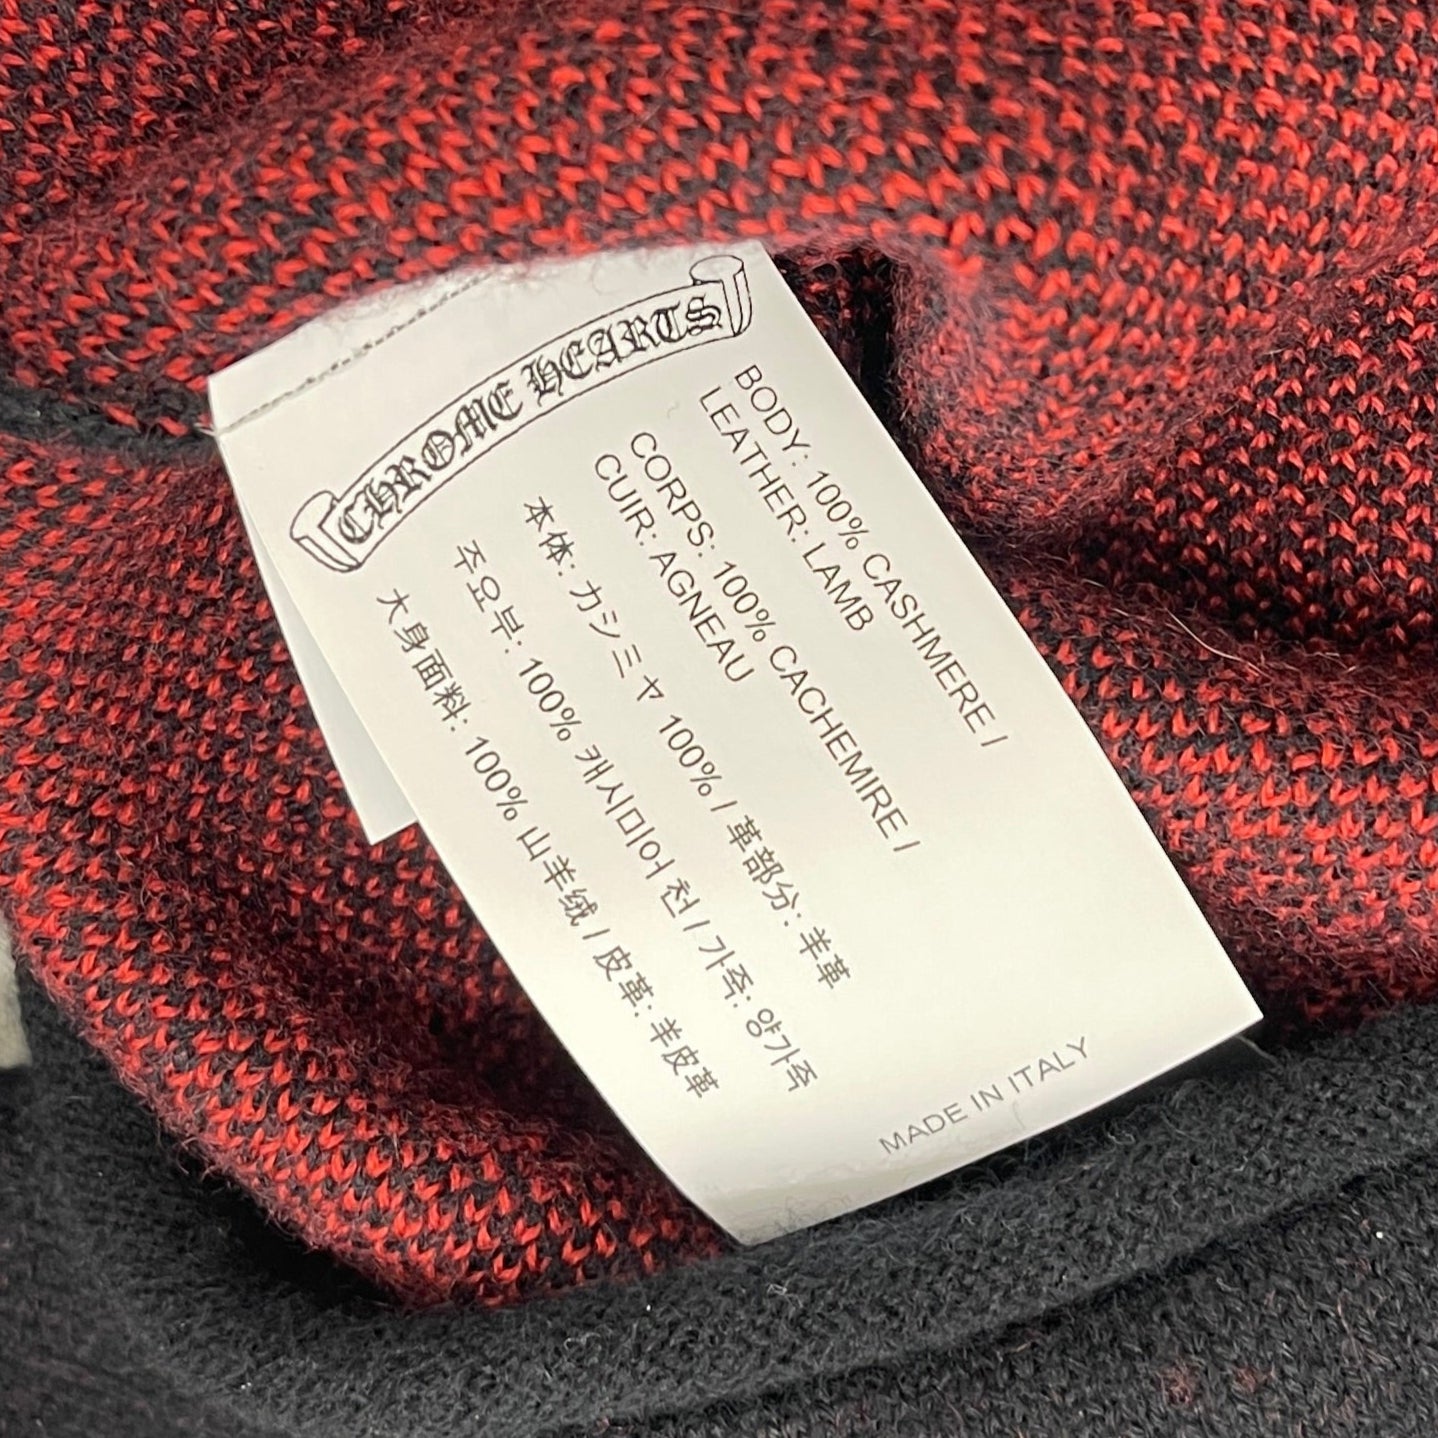 CHROME HEARTS
BODY: 100% CASHMERE /
LEATHER: LAMB
CORPS: 100% CACHEMIRE /
CUIR: AGNEAU
本体: カシミヤ 100% / 革部分: 羊革
주요부: 100% 캐시미어 천 / 가죽: 양가죽
大身面料: 100% 山羊绒 / 皮革: 羊皮革
MADE IN ITALY